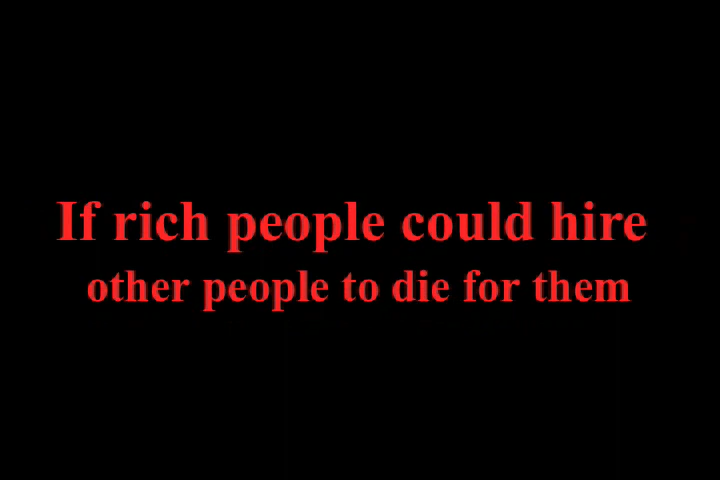 If rich people could hire
other people to die for them